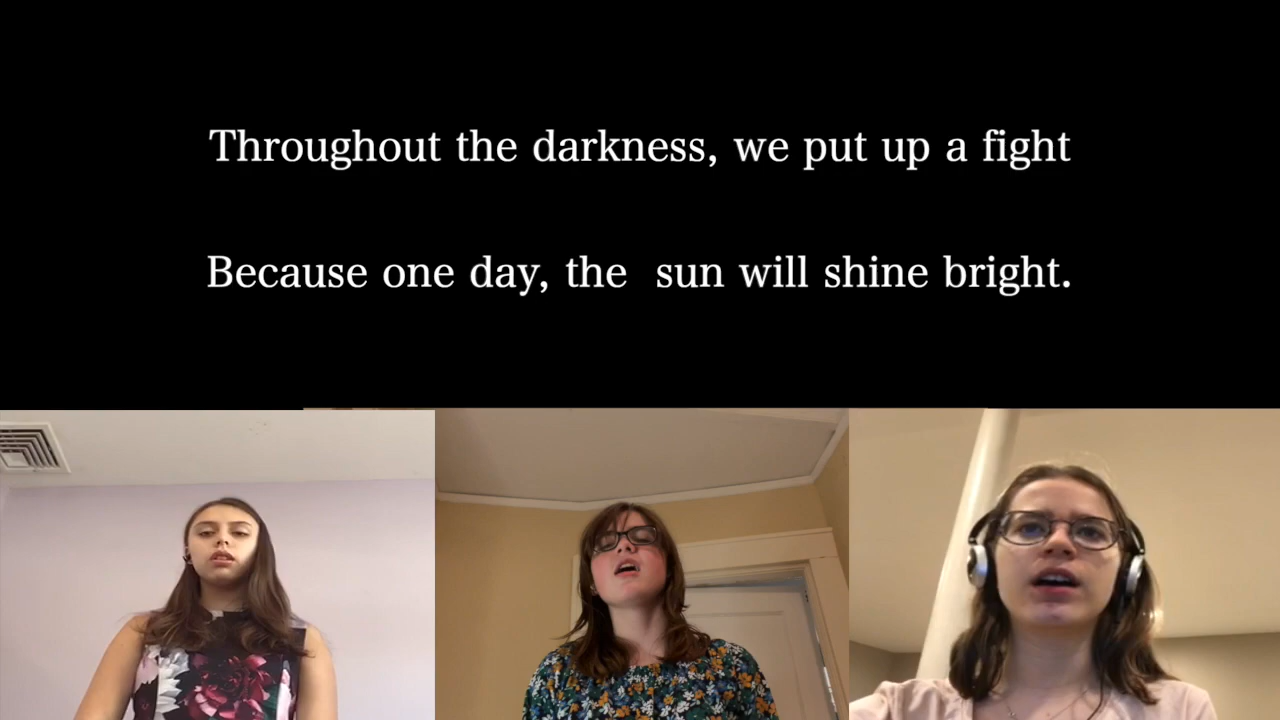 Throughout the darkness, we put up a fight
Because one day, the  sun will shine bright.